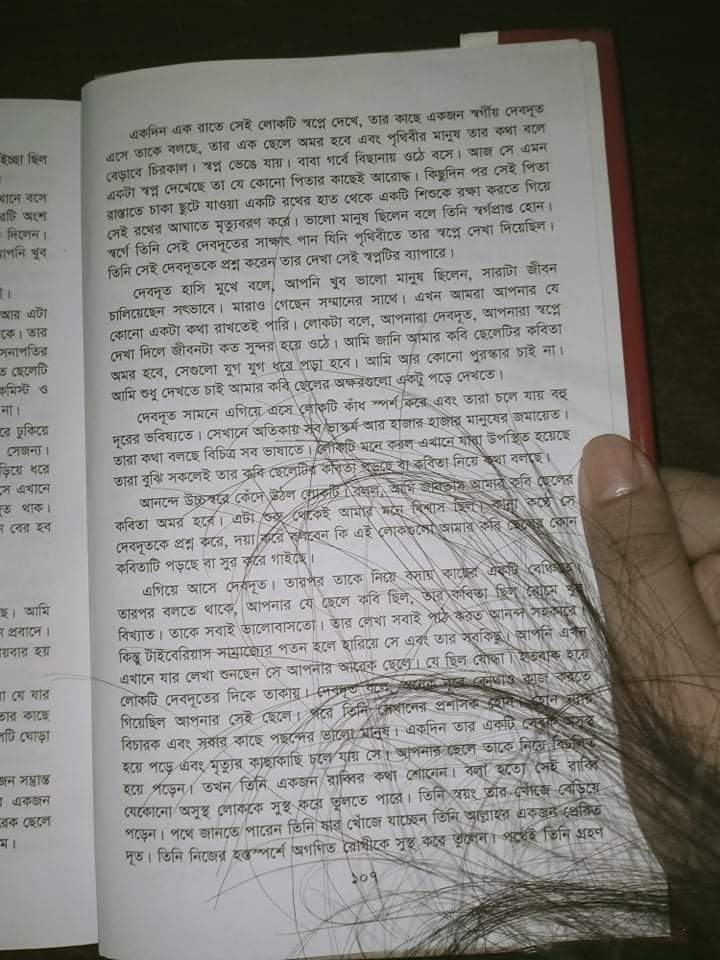 ইচ্ছা ছিল
খানে বসে
রটি অংশ
দিলেন।
াপনি খুব
আর এটা
কে। তার
সনাপতির
ত ছেলেটি
কমিস্ট ও
না।
রে ঢুকিয়ে
সেজন্য।
ড়িয়ে ধরে
সে এখানে
ত থাক।
ন বের হব
ছে। আমি
ন প্রবাদে।
য়বার হয়
যা যে যার
তার কাছে
পটি ঘোড়া
জন সম্ভ্রান্ত
একজন
রেক ছেলে
ম।
একদিন এক রাতে সেই লোকটি স্বপ্নে দেখে, তার কাছে একজন স্বর্গীয় দেবদূত
এসে তাকে বলছে, তার এক ছেলে অমর হবে এবং পৃথিবীর মানুষ তার কথা বলে
বেড়াবে চিরকাল। স্বপ্ন ভেঙে যায়। বাবা গর্বে বিছানায় ওঠে বসে। আজ সে এমন
একটা স্বপ্ন দেখেছে তা যে কোনো পিতার কাছেই আরোদ্ধ। কিছুদিন পর সেই পিতা
রাস্তাতে চাকা ছুটে যাওয়া একটি রথের হাত থেকে একটি শিশুকে রক্ষা করতে গিয়ে
সেই রথের আঘাতে মৃত্যুবরণ করে। ভালো মানুষ ছিলেন বলে তিনি স্বর্গপ্রাপ্ত হোন।
স্বর্গে তিনি সেই দেবদূতের সাক্ষাৎ পান যিনি পৃথিবীতে তার স্বপ্নে দেখা দিয়েছিল।
তিনি সেই দেবদূতকে প্রশ্ন করেন তার দেখা সেই স্বপ্নটির ব্যাপারে।
দেবদূত হাসি মুখে বলে, আপনি খুব ভালো মানুষ ছিলেন, সারাটা জীবন
চালিয়েছেন সৎভাবে। মারাও গেছেন সম্মানের সাথে। এখন আমরা আপনার যে
কোনো একটা কথা রাখতেই পারি। লোকটা বলে, আপনারা দেবদূত, আপনারা স্বপ্নে
দেখা দিলে জীবনটা কত সুন্দর হয়ে ওঠে। আমি জানি আমার কবি ছেলেটির কবিতা
অমর হবে, সেগুলো যুগ যুগ ধরে পড়া হবে। আমি আর কোনো পুরস্কার চাই না।
আমি শুধু দেখতে চাই আমার কবি ছেলের অক্ষরগুলো একটু পড়ে দেখতে।
দেবদূত সামনে এগিয়ে এসে লোকটি কাঁধ স্পর্শ করে এবং তারা চলে যায় বহু
দূরের ভবিষ্যতে। সেখানে অতিকায় সব ভাস্কর্য আর হাজার হাজার মানুষের জমায়েত।
তারা কথা বলছে বিচিত্র সব ভাষাতে। লোকটি মনে করল এখানে যারা উপস্থিত হয়েছে
তারা বুঝি সকলেই তার কবি ছেলেটির কবিতা পড়ছে বা কবিতা নিয়ে কথা বলছে।
আনন্দে উচ্চস্বরে কেঁদে উঠল লোকটি। বলল, আমি জানতাম আমার কবি ছেলের
কবিতা অমর হবে। এটা শুরু থেকেই আমার মনে বিশ্বাস ছিল। কান্না কণ্ঠে সে
দেবদূতকে প্রশ্ন করে, দয়া করে বলবেন কি এই লোকগুলো আমার কবি ছেলের কোন
কবিতাটি পড়ছে বা সুর করে গাইছে।
এগিয়ে আসে দেবদূত। তারপর তাকে নিয়ে বসায় কাছের একটি বেঞ্চিতে।
তারপর বলতে থাকে, আপনার যে ছেলে কবি ছিল, তার কবিতা ছিল রোমে খুব
বিখ্যাত। তাকে সবাই ভালোবাসতো। তার লেখা সবাই পাঠ করত আনন্দ সহকারে।
কিন্তু টাইবেরিয়াস সাম্রাজ্যের পতন হলে হারিয়ে সে এবং তার সবকিছু। আপনি এখন
এখানে যার লেখা শুনছেন সে আপনার আরেক ছেলে। যে ছিল যোদ্ধা। হতবাক হয়ে
লোকটি দেবদূতের দিকে তাকায়। দেবদূত বলে, অনেক দূরে কোথাও কাজ করতে
গিয়েছিল আপনার সেই ছেলে। পরে তিনি সেখানের প্রশাসক হোন। হোন
বিচারক এবং সবার কাছে পছন্দের ভালো মানুষ। একদিন তার একটি সেবক অসুস্থ
হয়ে পড়ে এবং মৃত্যুর কাছাকাছি চলে যায় সে। আপনার ছেলে তাকে নিয়ে বিচলিত
হয়ে পড়েন। তখন তিনি একজন রাব্বির কথা শোনেন। বলা হতো সেই রাব্বি
যেকোনো অসুস্থ লোককে সুস্থ করে তুলতে পারে। তিনি স্বয়ং তার খোঁজে বেড়িয়ে
পড়েন। পথে জানতে পারেন তিনি যার খোঁজে যাচ্ছেন তিনি আল্লাহর একজন প্রেরিত
দূত। তিনি নিজের হস্তস্পর্শে অগণিত রোগীকে সুস্থ করে তুলেন। পথেই তিনি গ্রহণ
১০৭